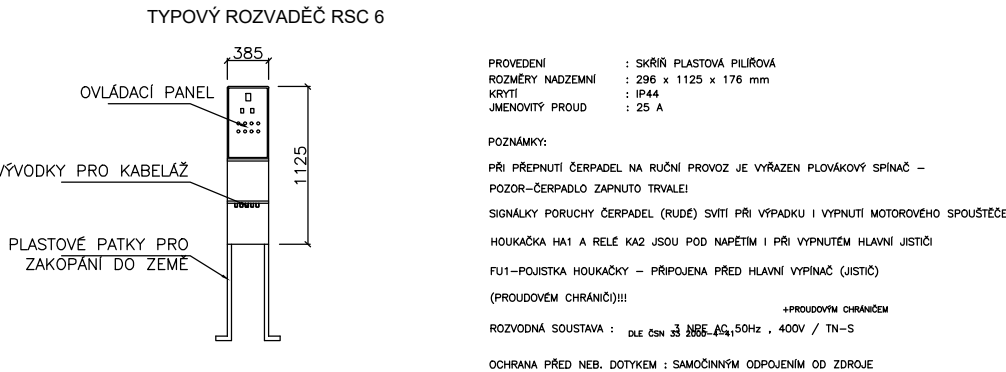 TYPOVÝ ROZVADĚČ RSC 6
385
OVLÁDACÍ PANEL
1125
VÝVODKY PRO KABELÁŽ
PLASTOVÉ PATKY PRO
ZAKOPÁNÍ DO ZEMĚ
PROVEDENÍ : SKŘÍŇ PLASTOVÁ PILÍŘOVÁ
ROZMĚRY NADZEMNÍ : 296 x 1125 x 176 mm
KRYTÍ : IP44
JMENOVITÝ PROUD : 25 A
POZNÁMKY:
PŘI PŘEPNUTÍ ČERPADEL NA RUČNÍ PROVOZ JE VYŘAZEN PLOVÁKOVÝ SPÍNAČ –
POZOR–ČERPADLO ZAPNUTO TRVALE!
SIGNÁLKY PORUCHY ČERPADEL (RUDÉ) SVÍTÍ PŘI VÝPADKU I VYPNUTÍ MOTOROVÉHO SPOUŠTĚČE
HOUKAČKA HA1 A RELÉ KA2 JSOU POD NAPĚTÍM I PŘI VYPNUTÉM HLAVNÍ JISTIČI
FU1–POJISTKA HOUKAČKY – PŘIPOJENA PŘED HLAVNÍ VYPÍNAČ (JISTIČ)
(PROUDOVÉM CHRÁNIČI)!!!
+PROUDOVÝM CHRÁNIČEM
ROZVODNÁ SOUSTAVA : 3 NPE AC 50Hz , 400V / TN–S
DLE ČSN 33 2000–4–41
OCHRANA PŘED NEB. DOTYKEM : SAMOČINNÝM ODPOJENÍM OD ZDROJE